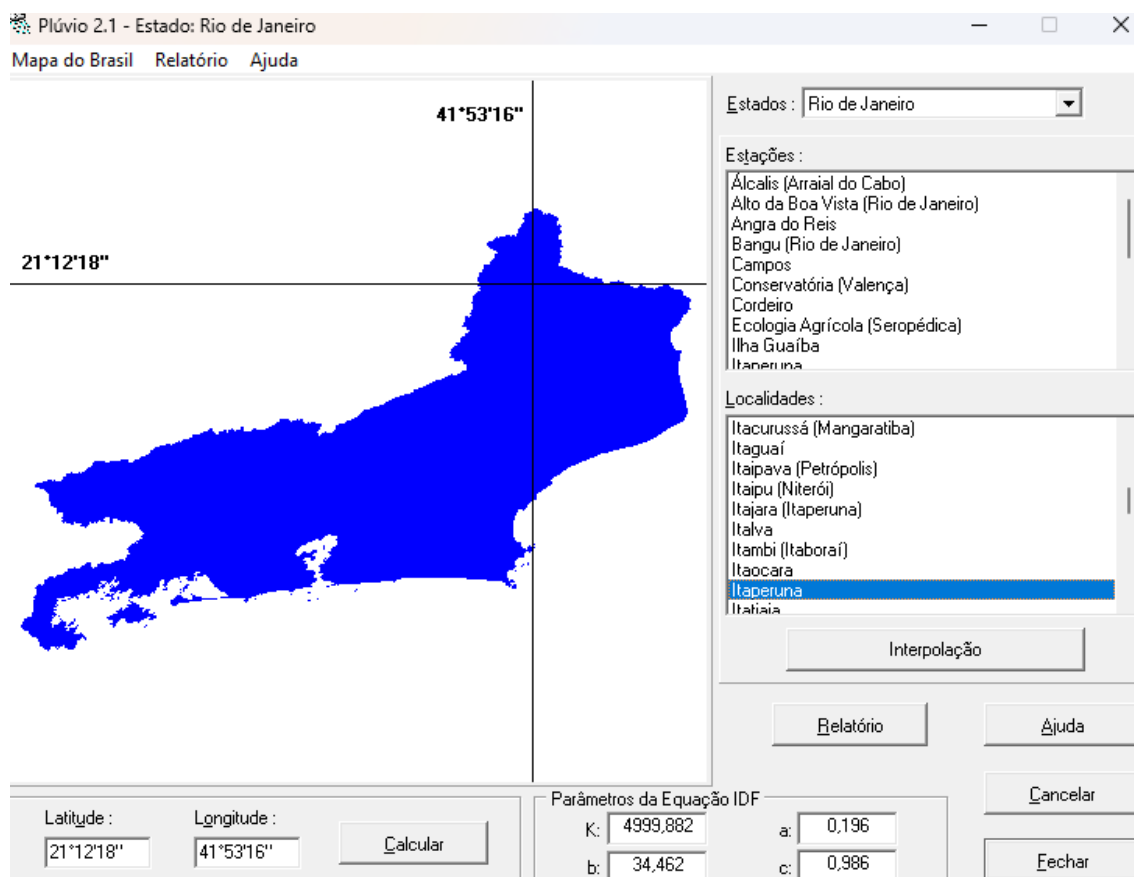 Plúvio 2.1 - Estado: Rio de Janeiro
Mapa do Brasil Relatório Ajuda
41°53'16"
21°12'18"
Estados : Rio de Janeiro
Estações :
Álcalis (Arraial do Cabo)
Alto da Boa Vista (Rio de Janeiro)
Angra do Reis
Bangu (Rio de Janeiro)
Campos
Conservatória (Valença)
Cordeiro
Ecologia Agrícola (Seropédica)
Ilha Guaíba
Itaperuna
Localidades :
Itacurussá (Mangaratiba)
Itaguaí
Itaipava (Petrópolis)
Itaipu (Niterói)
Itajara (Itaperuna)
Italva
Itambi (Itaboraí)
Itaocara
Itaperuna
Itatiaia
Interpolação
Relatório Ajuda
Cancelar
Fechar
Latitude : Longitude :
21°12'18" 41°53'16" Calcular
Parâmetros da Equação IDF
K: 4999,882 a: 0,196
b: 34,462 c: 0,986